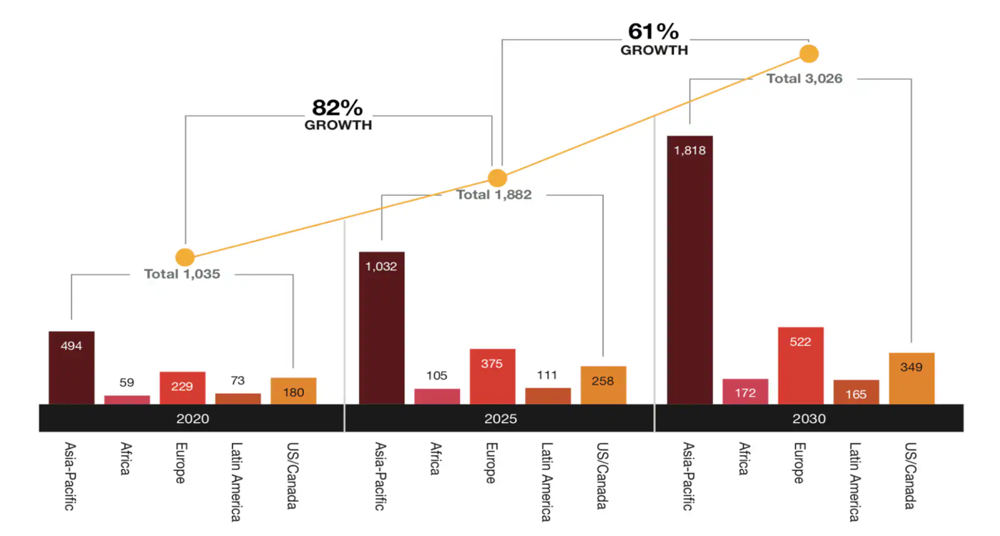 61%
GROWTH
Total 3,026
82%
GROWTH
1,818
Total 1,882
1,032
Total 1,035
494
59
229
73
180
105
375
111
258
172
522
165
349
2020
2025
2030
Asia-Pacific
Africa
Europe
Latin America
US/Canada
Asia-Pacific
Africa
Europe
Latin America
US/Canada
Asia-Pacific
Africa
Europe
Latin America
US/Canada